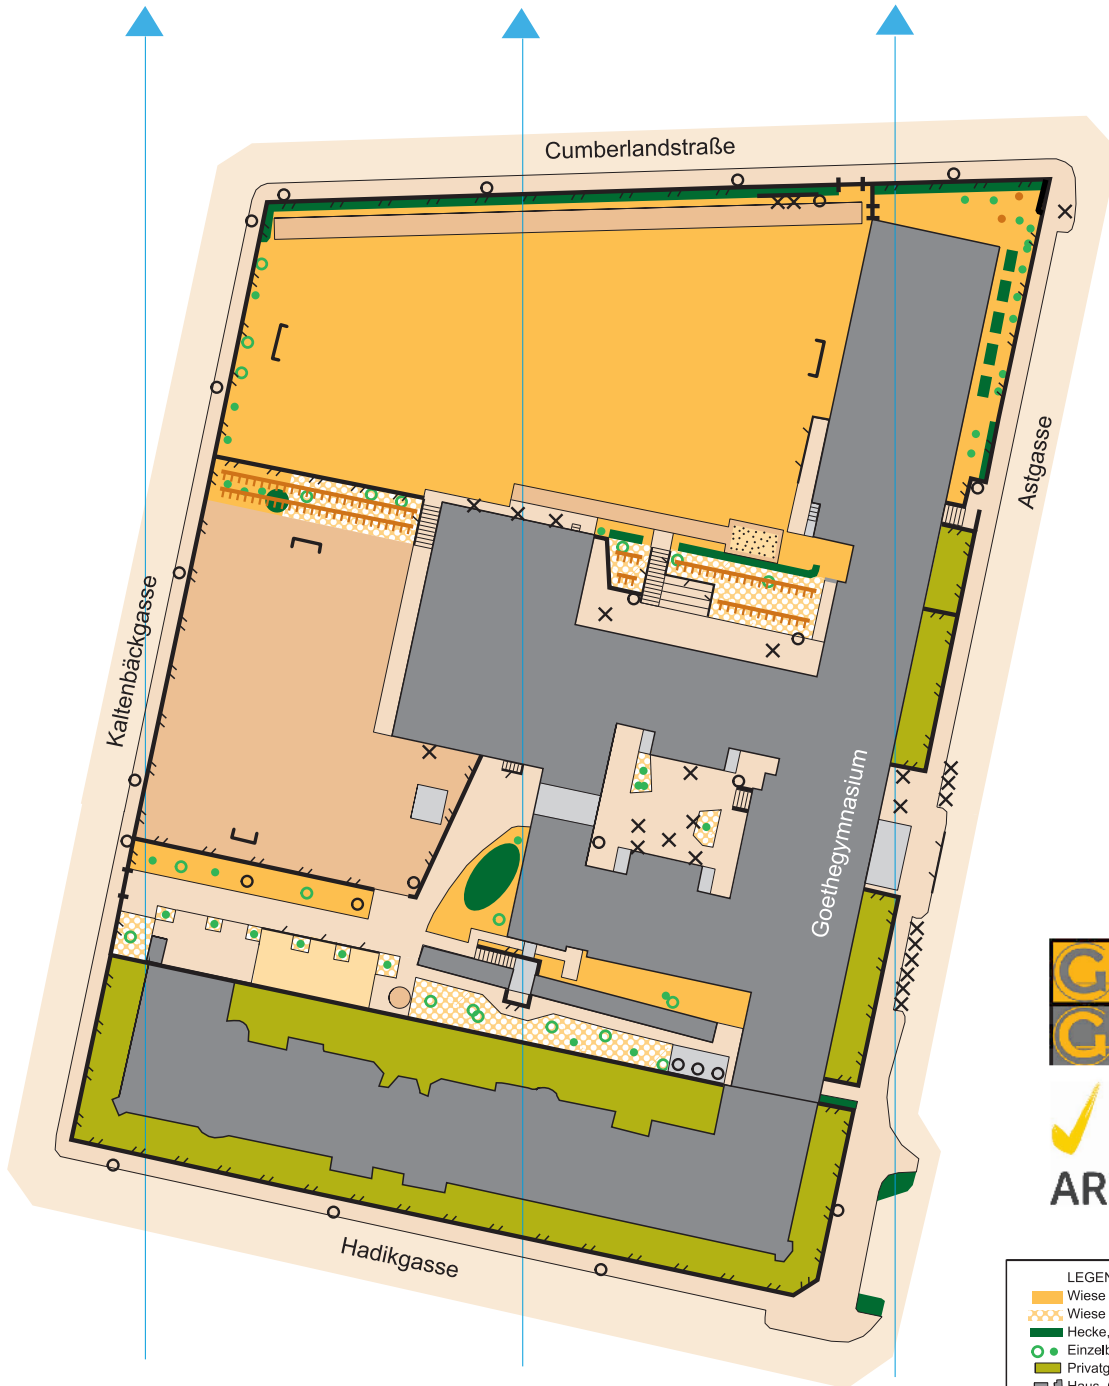 Cumberlandstraße
Astgasse
Kaltenbäckgasse
Goethegymnasium
Hadikgasse
G
G
AR
LEGEN
Wiese
Wiese
Hecke,
Einzelb
Privatg